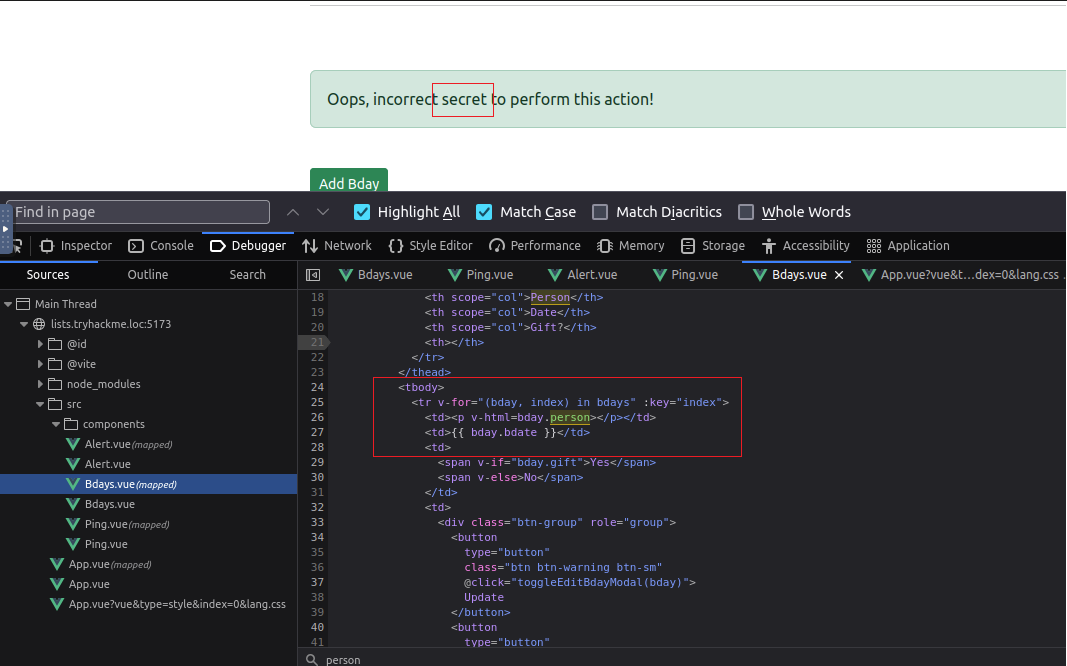 Oops, incorrect secret to perform this action!
Add Bday
Find in page
Highlight All
Match Case
Match Diacritics
Whole Words
Inspector
Console
Debugger
Network
Style Editor
Performance
Memory
Storage
Accessibility
Application
Sources
Outline
Search
Bdays.vue
Ping.vue
Alert.vue
Ping.vue
Bdays.vue
App.vue?vue&t…dex=0&lang.css
Main Thread
lists.tryhackme.loc:5173
@id
@vite
node_modules
src
components
Alert.vue(mapped)
Alert.vue
Bdays.vue(mapped)
Bdays.vue
Ping.vue(mapped)
Ping.vue
App.vue(mapped)
App.vue
App.vue?vue&type=style&index=0&lang.css
18 <th scope="col">Person</th>
19 <th scope="col">Date</th>
20 <th scope="col">Gift?</th>
21 <th></th>
22 </tr>
23 </thead>
24 <tbody>
25 <tr v-for="(bday, index) in bdays" :key="index">
26 <td><p v-html=bday.person></p></td>
27 <td>{{ bday.bdate }}</td>
28 <td>
29 <span v-if="bday.gift">Yes</span>
30 <span v-else>No</span>
31 </td>
32 <td>
33 <div class="btn-group" role="group">
34 <button
35 type="button"
36 class="btn btn-warning btn-sm"
37 @click="toggleEditBdayModal(bday)">
38 Update
39 </button>
40 <button
41 type="button"
person